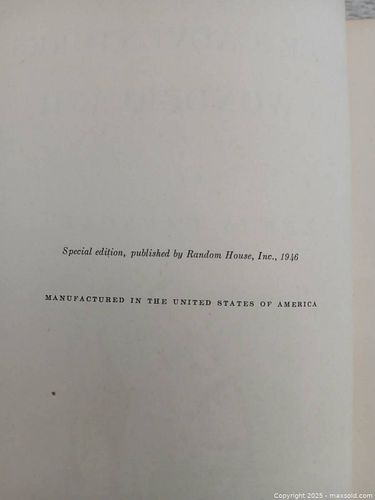 Special edition, published by Random House, Inc., 1946
MANUFACTURED IN THE UNITED STATES OF AMERICA
Copyright 2025 - maxsold.com